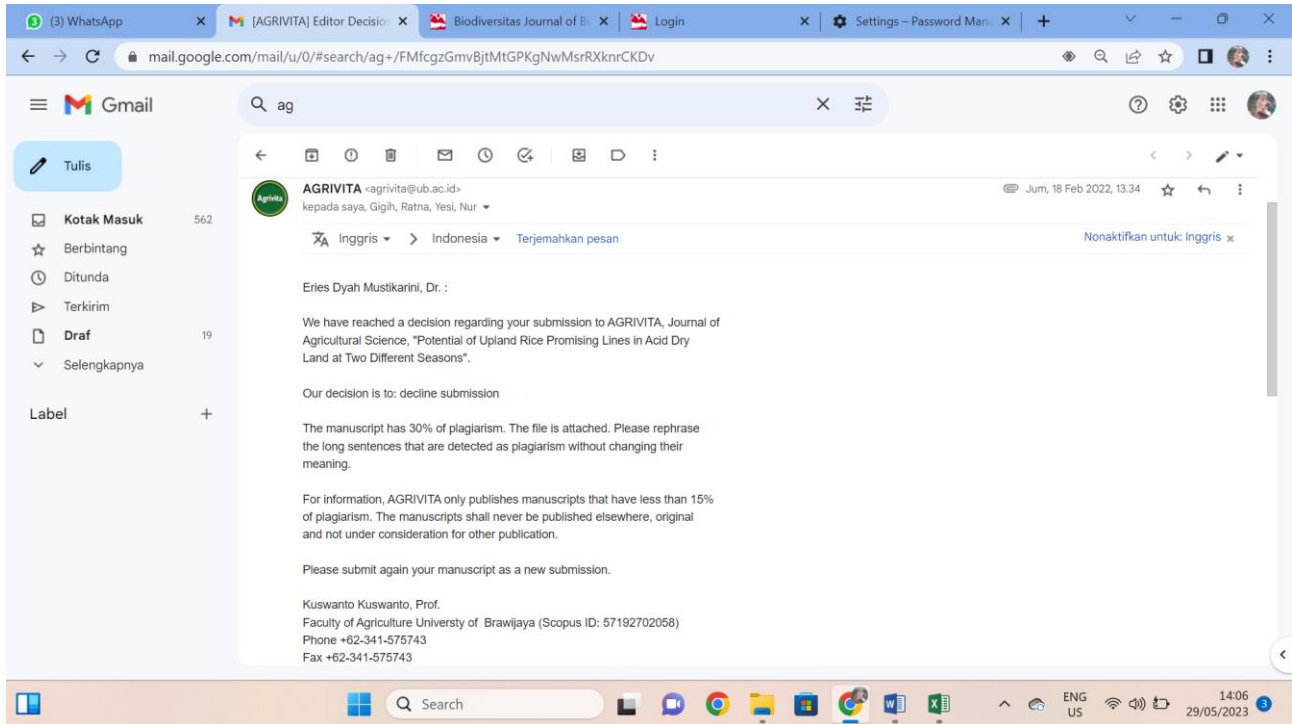 (3) WhatsApp
[AGRIVITA] Editor Decision
Biodiversitas Journal of Bi
Login
Settings – Password Mana
mail.google.com/mail/u/0/#search/ag+/FMfcgzGmvBjtMtGPKgNwMsrRXknrCKDv
Gmail
ag
Tulis
Kotak Masuk 562
Berbintang
Ditunda
Terkirim
Draf 19
Selengkapnya
Label
Agrivita
AGRIVITA <agrivita@ub.ac.id>
Jum, 18 Feb 2022, 13.34
kepada saya, Gigih, Ratna, Yesi, Nur
Inggris > Indonesia Terjemahkan pesan
Nonaktifkan untuk: Inggris x
Eries Dyah Mustikarini, Dr. :
We have reached a decision regarding your submission to AGRIVITA, Journal of
Agricultural Science, "Potential of Upland Rice Promising Lines in Acid Dry
Land at Two Different Seasons".
Our decision is to: decline submission
The manuscript has 30% of plagiarism. The file is attached. Please rephrase
the long sentences that are detected as plagiarism without changing their
meaning.
For information, AGRIVITA only publishes manuscripts that have less than 15%
of plagiarism. The manuscripts shall never be published elsewhere, original
and not under consideration for other publication.
Please submit again your manuscript as a new submission.
Kuswanto Kuswanto, Prof.
Faculty of Agriculture Universty of Brawijaya (Scopus ID: 57192702058)
Phone +62-341-575743
Fax +62-341-575743
Search
ENG
US
14:06
29/05/2023
3